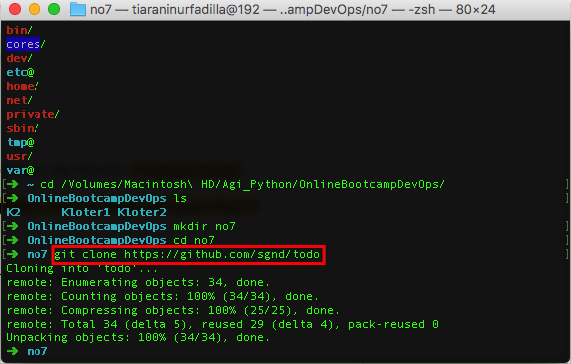 no7 — tiaraninurfadilla@192 — ..ampDevOps/no7 — -zsh — 80×24
bin/
cores/
dev/
etc@
home/
net/
private/
sbin/
tmp@
usr/
var@
[➜ ~ cd /Volumes/Macintosh\ HD/Agi_Python/OnlineBootcampDevOps/ ]
[➜ OnlineBootcampDevOps ls ]
K2 Kloter1 Kloter2
[➜ OnlineBootcampDevOps mkdir no7 ]
[➜ OnlineBootcampDevOps cd no7 ]
[➜ no7 git clone https://github.com/sgnd/todo ]
Cloning into 'todo'...
remote: Enumerating objects: 34, done.
remote: Counting objects: 100% (34/34), done.
remote: Compressing objects: 100% (25/25), done.
remote: Total 34 (delta 5), reused 29 (delta 4), pack-reused 0
Unpacking objects: 100% (34/34), done.
➜ no7